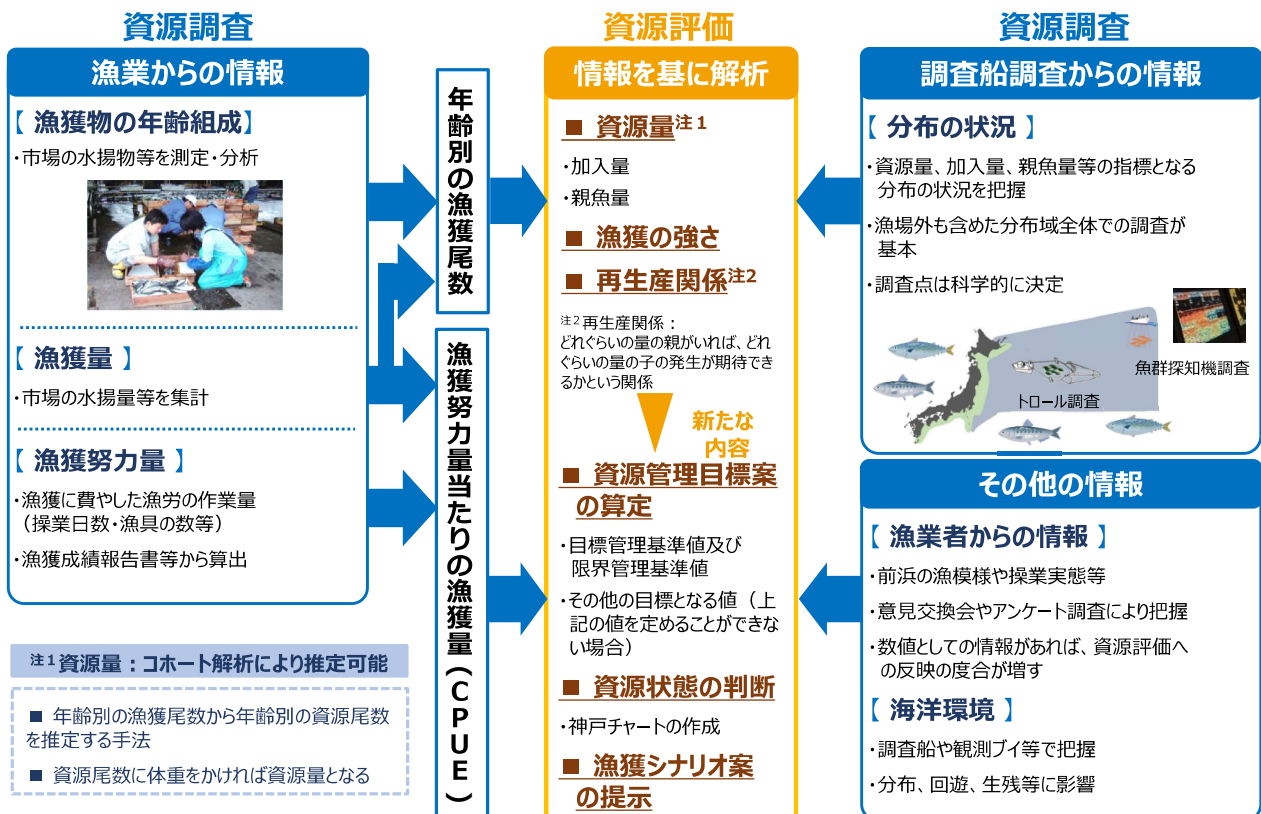 資源調査
漁業からの情報
【 漁獲物の年齢組成】
・市場の水揚物等を測定・分析
【 漁獲量 】
・市場の水揚量等を集計
【 漁獲努力量 】
・漁獲に費やした漁労の作業量
（操業日数・漁具の数等）
・漁獲成績報告書等から算出
注1資源量：コホート解析により推定可能
■ 年齢別の漁獲尾数から年齢別の資源尾数
を推定する手法
■ 資源尾数に体重をかければ資源量となる
年齢別の漁獲尾数
漁獲努力量当たりの漁獲量（CPUE）
資源評価
情報を基に解析
■ 資源量注1
・加入量
・親魚量
■ 漁獲の強さ
■ 再生産関係注2
注2再生産関係：
どれぐらいの量の親がいれば、どれ
ぐらいの量の子の発生が期待でき
るかという関係
新たな
内容
■ 資源管理目標案
の算定
・目標管理基準値及び
限界管理基準値
・その他の目標となる値（上
記の値を定めることができな
い場合）
■ 資源状態の判断
・神戸チャートの作成
■ 漁獲シナリオ案
の提示
資源調査
調査船調査からの情報
【 分布の状況 】
・資源量、加入量、親魚量等の指標となる
分布の状況を把握
・漁場外も含めた分布域全体での調査が
基本
・調査点は科学的に決定
魚群探知機調査
トロール調査
その他の情報
【 漁業者からの情報 】
・前浜の漁模様や操業実態等
・意見交換会やアンケート調査により把握
・数値としての情報があれば、資源評価へ
の反映の度合が増す
【 海洋環境 】
・調査船や観測ブイ等で把握
・分布、回遊、生残等に影響